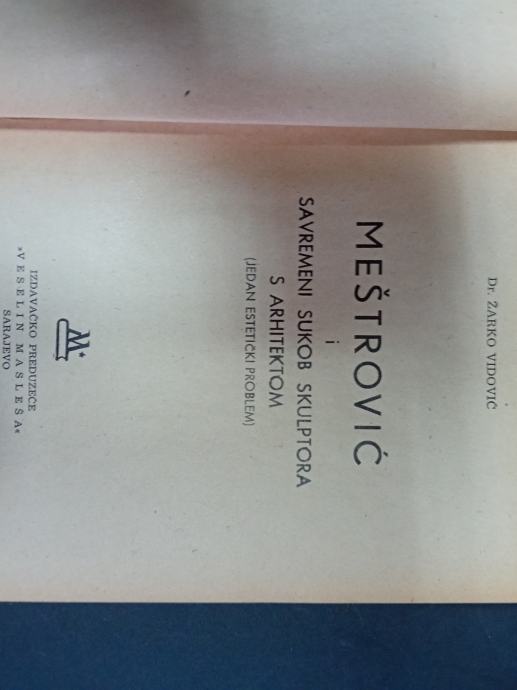 Dr. ŽARKO VIDOVIĆ
MEŠTROVIĆ
i
SAVREMENI SUKOB SKULPTORA
S ARHITEKTOM
(JEDAN ESTETIČKI PROBLEM)
M
IZDAVAČKO PREDUZEĆE
»VESELIN MASLEŠA«
SARAJEVO